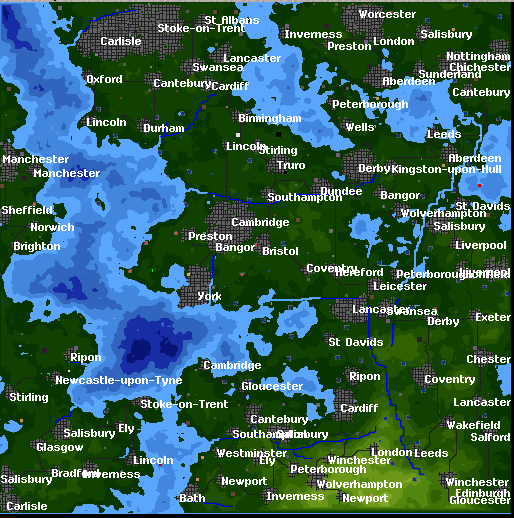 St Albans
Worcester
Stoke-on-Trent
Inverness
Salisbury
Carlisle
London
Preston
Nottingham
Lancaster
Swansea
Chichester
Sunderland
Oxford
Cantebury
Cardiff
Aberdeen
Cantebury
Peterborough
Birmingham
Lincoln
Durham
Wells
Leeds
Lincoln
Stirling
Manchester
Truro
Aberdeen
Derby
Kingston-upon-Hull
Manchester
Dundee
Southampton
Bangor
Sheffield
St Davids
Wolverhampton
Cambridge
Norwich
Salisbury
Preston
Brighton
Bangor
Bristol
Liverpool
Coventry
Hereford
Peterborough
Leicester
York
Lancaster
Swansea
Derby
Exeter
St Davids
Ripon
Chester
Cambridge
Newcastle-upon-Tyne
Gloucester
Ripon
Coventry
Stirling
Stoke-on-Trent
Cardiff
Lancaster
Cantebury
Wakefield
Salisbury
Ely
Southam
Salisbury
Salford
Glasgow
Westminster
London
Leeds
Lincoln
Ely
Winchester
Bradford
Inverness
Peterborough
Salisbury
Newport
Wolverhampton
Winchester
Edinburgh
Bath
Inverness
Newport
Gloucester
Carlisle